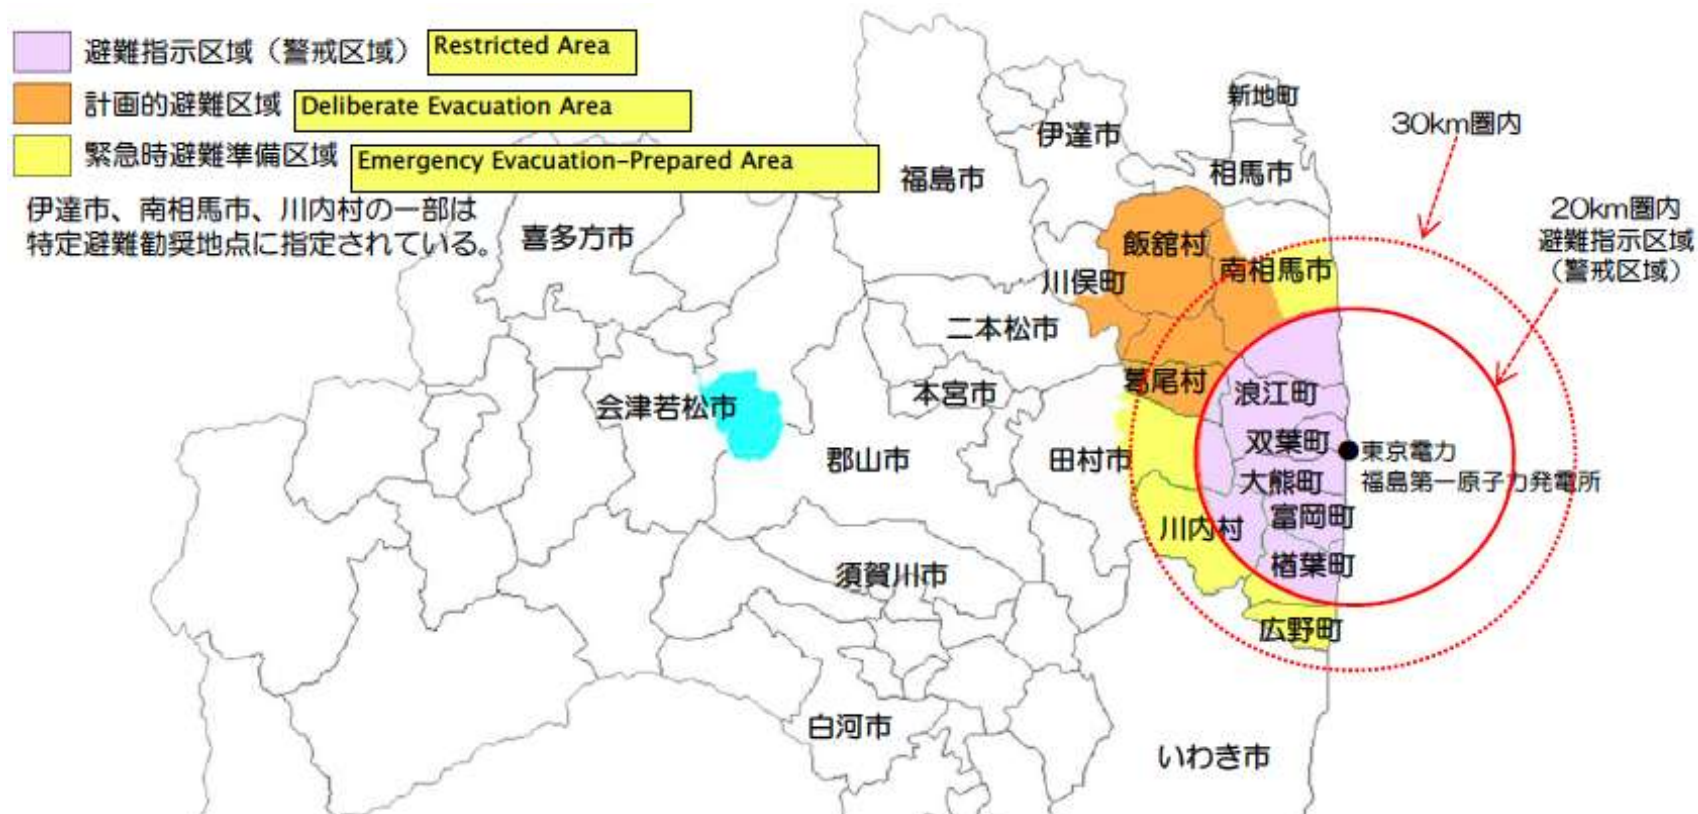 避難指示区域（警戒区域）
Restricted Area
計画的避難区域
Deliberate Evacuation Area
緊急時避難準備区域
Emergency Evacuation-Prepared Area
伊達市、南相馬市、川内村の一部は
特定避難勧奨地点に指定されている。
新地町
伊達市
30km圏内
福島市
相馬市
20km圏内
避難指示区域
（警戒区域）
喜多方市
飯舘村
川俣町
南相馬市
二本松市
会津若松市
本宮市
葛尾村
浪江町
郡山市
田村市
双葉町
東京電力
福島第一原子力発電所
大熊町
川内村
富岡町
須賀川市
楢葉町
広野町
白河市
いわき市